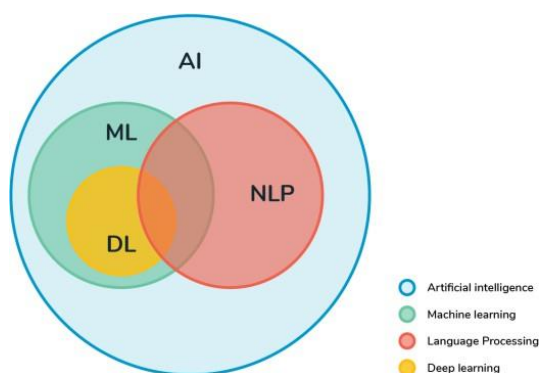 AI
ML
NLP
DL
Artificial intelligence
Machine learning
Language Processing
Deep learning